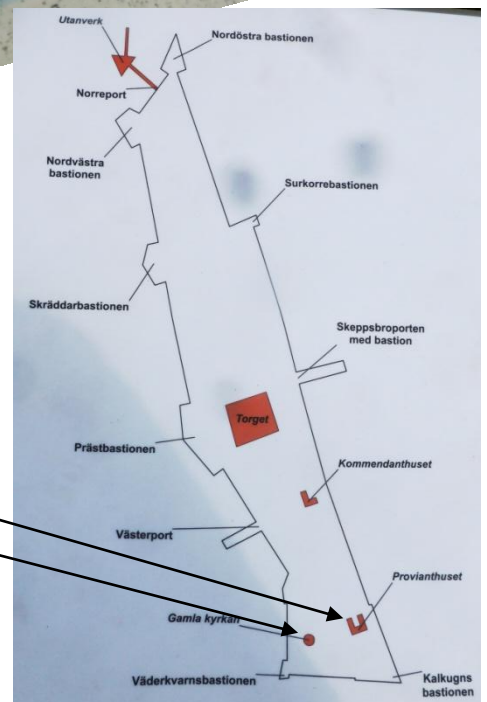 Utanverk
Nordöstra bastionen
Norreport
Nordvästra
bastionen
Surkorrebastionen
Skräddarbastionen
Skeppsbroporten
med bastion
Torget
Prästbastionen
Kommendanthuset
Västerport
Provianthuset
Gamla kyrkan
Väderkvarnsbastionen
Kalkugns
bastionen